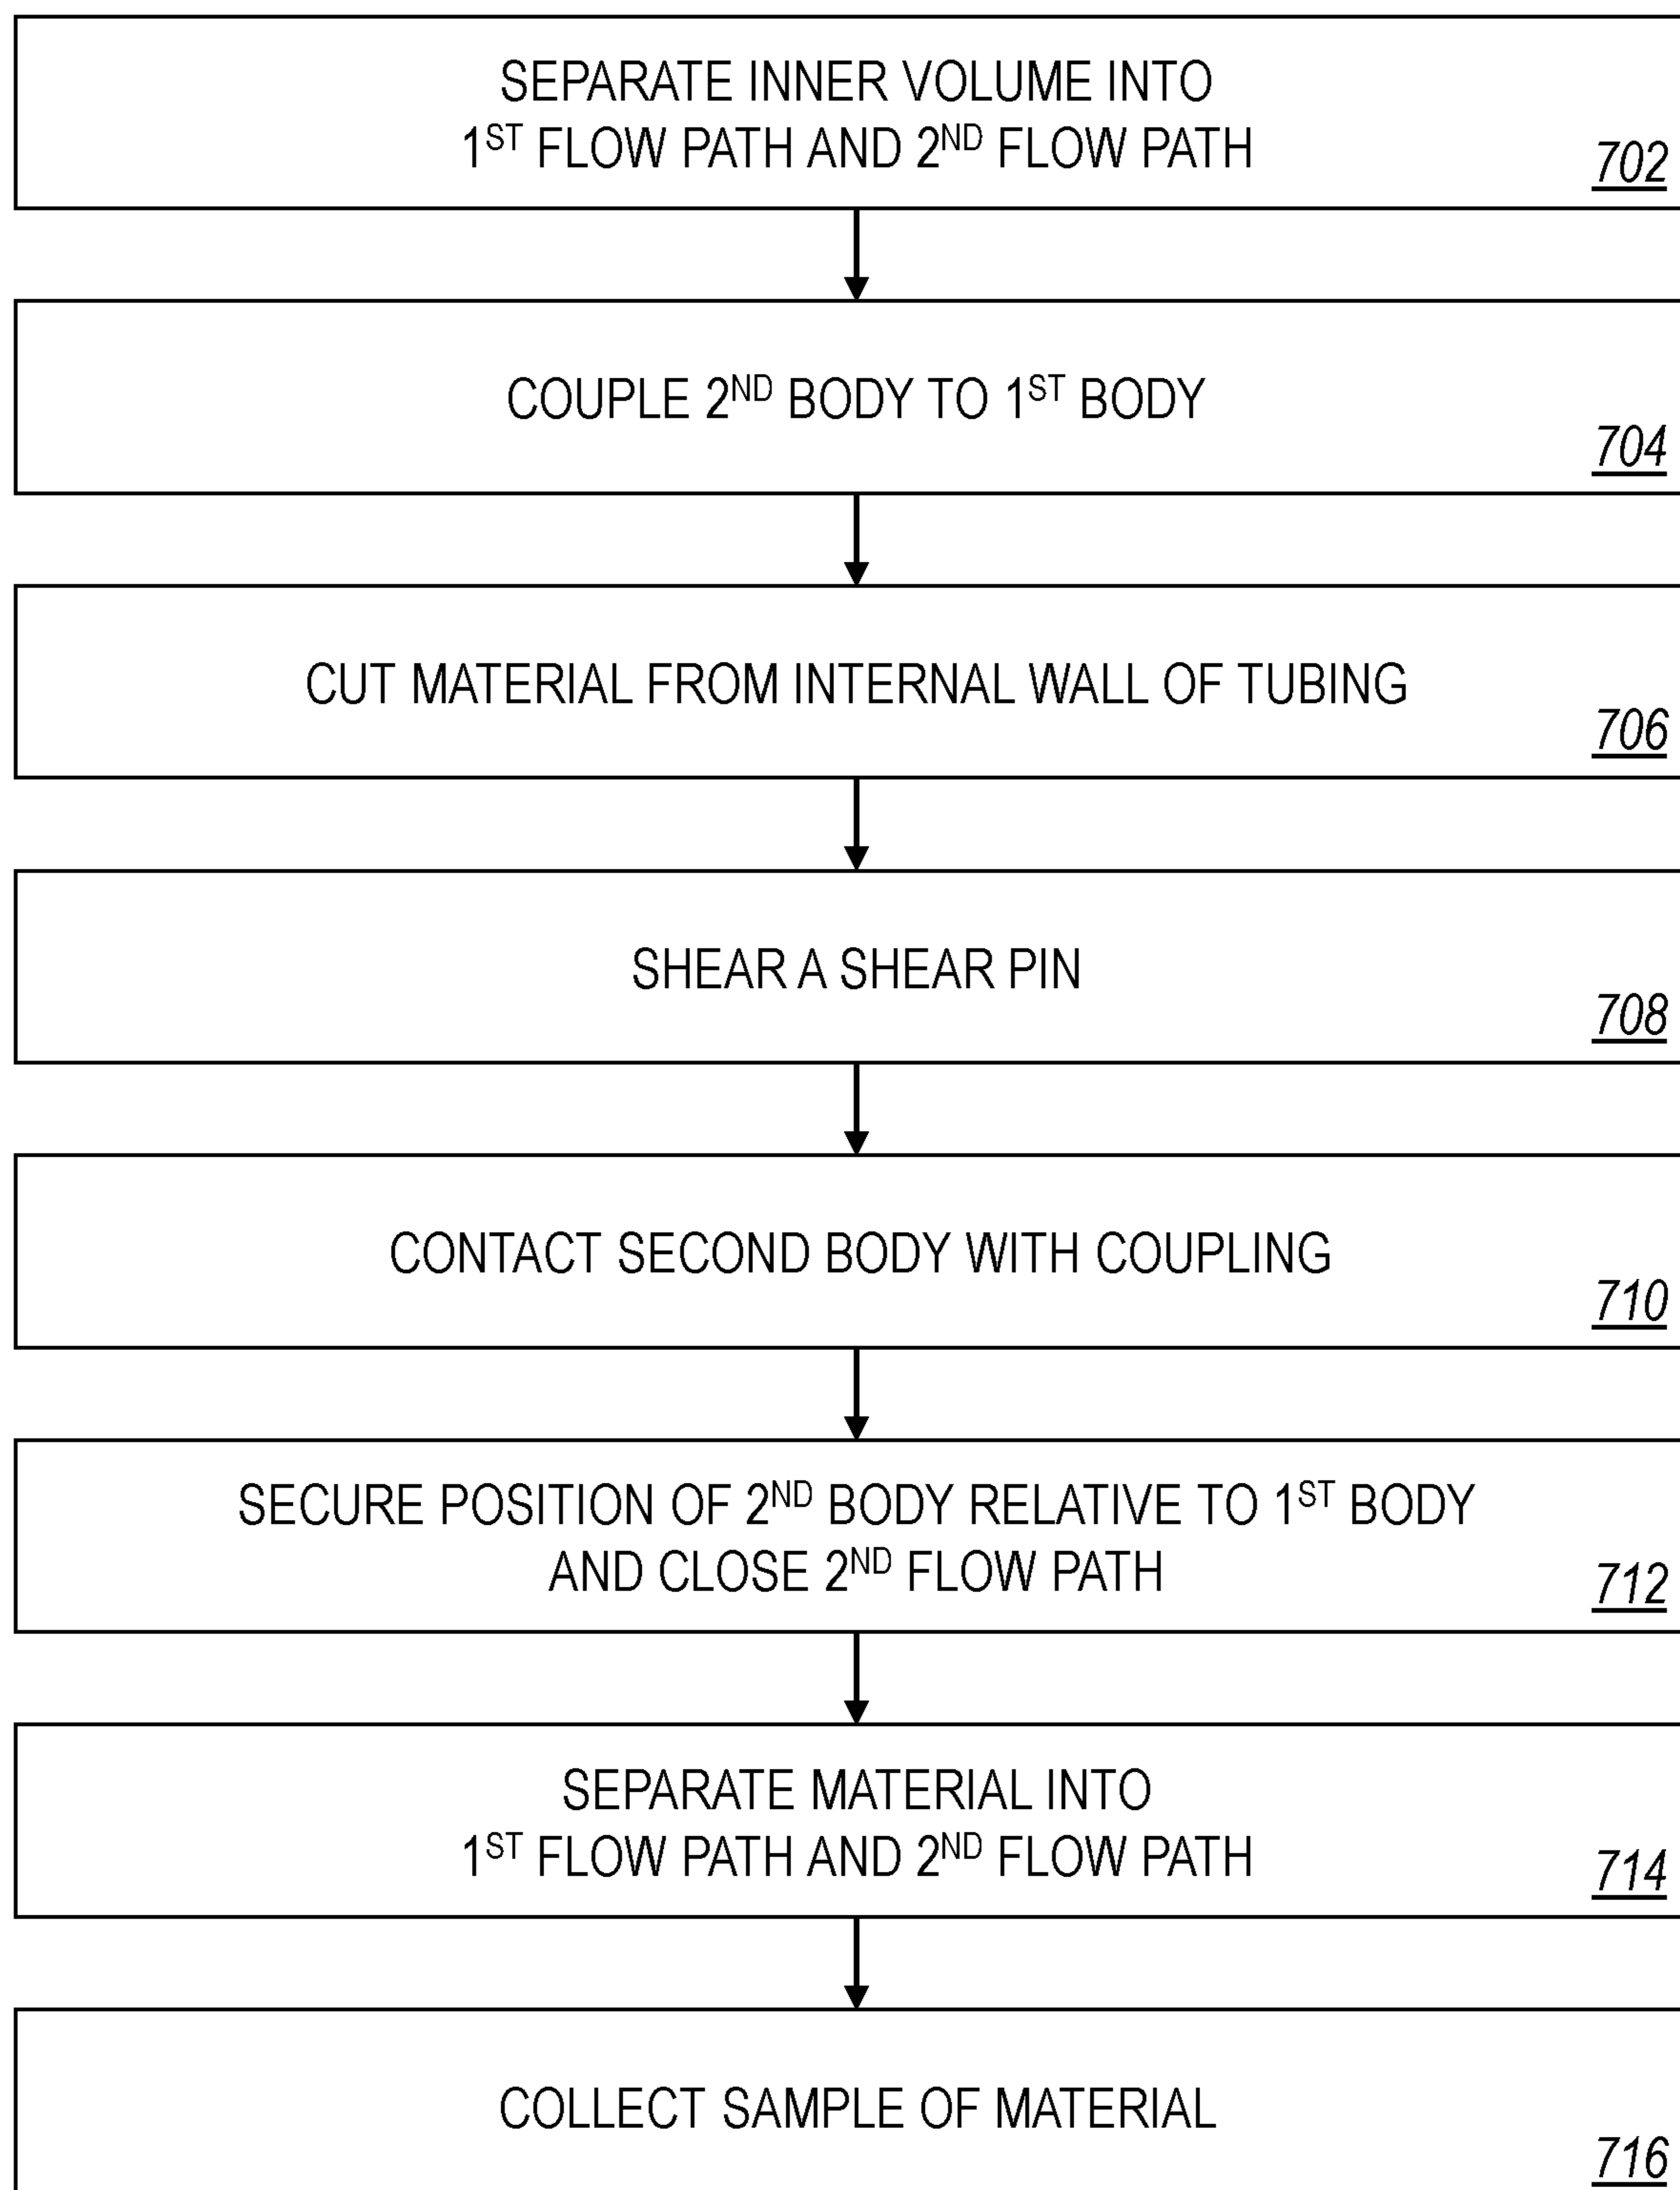 SEPARATE INNER VOLUME INTO
1ST FLOW PATH AND 2ND FLOW PATH
702
COUPLE 2ND BODY TO 1ST BODY
704
CUT MATERIAL FROM INTERNAL WALL OF TUBING
706
SHEAR A SHEAR PIN
708
CONTACT SECOND BODY WITH COUPLING
710
SECURE POSITION OF 2ND BODY RELATIVE TO 1ST BODY
AND CLOSE 2ND FLOW PATH
712
SEPARATE MATERIAL INTO
1ST FLOW PATH AND 2ND FLOW PATH
714
COLLECT SAMPLE OF MATERIAL
716